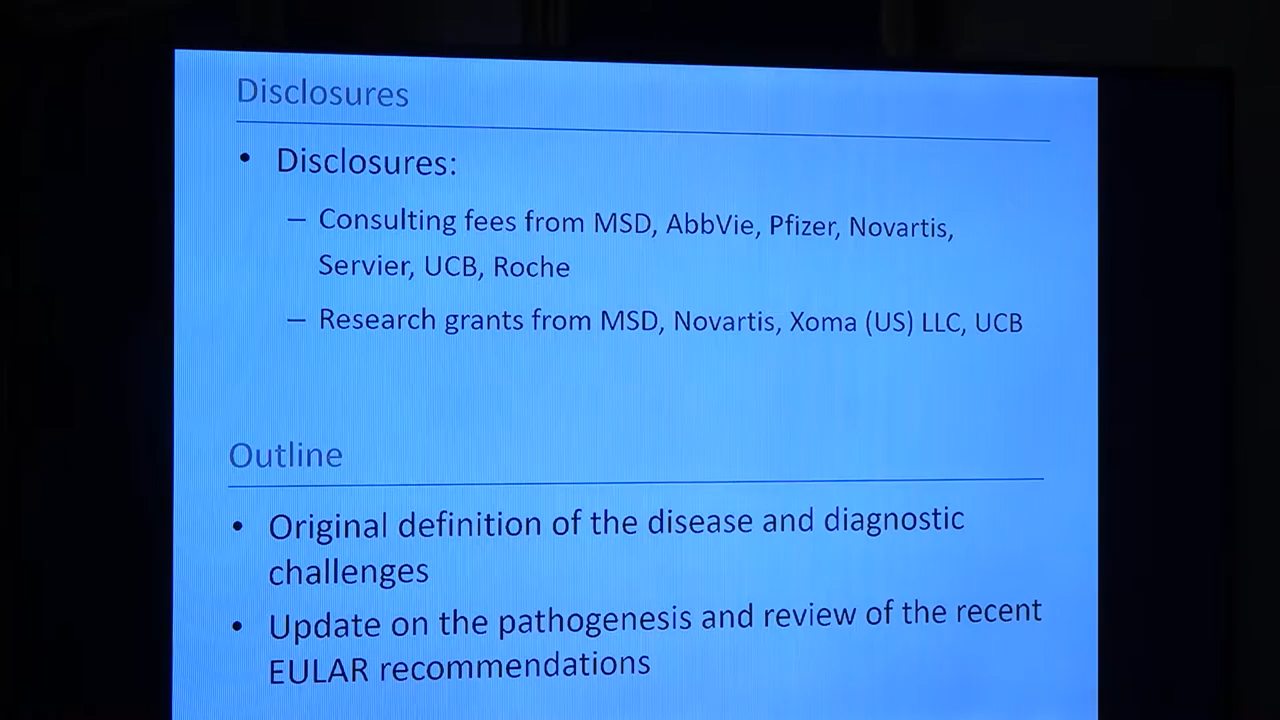 Disclosures
• Disclosures:
– Consulting fees from MSD, AbbVie, Pfizer, Novartis,
Servier, UCB, Roche
– Research grants from MSD, Novartis, Xoma (US) LLC, UCB
Outline
• Original definition of the disease and diagnostic
challenges
• Update on the pathogenesis and review of the recent
EULAR recommendations